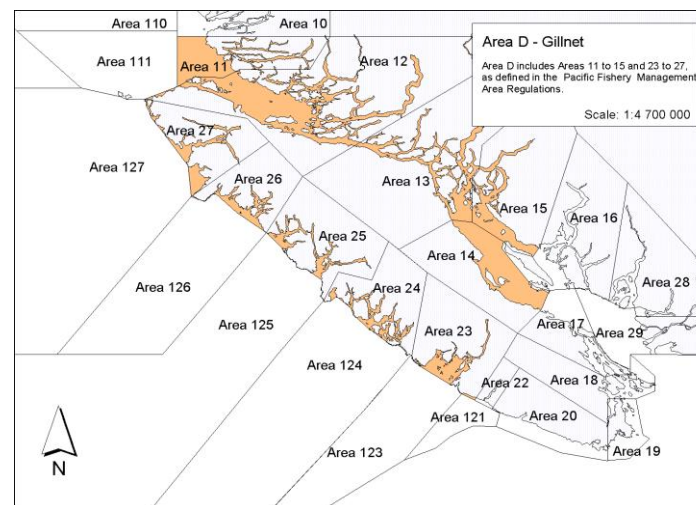 Area 110
Area 10
Area D - Gillnet
Area D includes Areas 11 to 15 and 23 to 27,
as defined in the Pacific Fishery Management
Area Regulations.
Scale: 1:4 700 000
Area 111
Area 11
Area 12
Area 27
Area 127
Area 26
Area 13
Area 15
Area 16
Area 25
Area 14
Area 126
Area 24
Area 28
Area 125
Area 17
Area 29
Area 23
Area 124
Area 22
Area 18
Area 121
Area 20
Area 123
Area 19
N